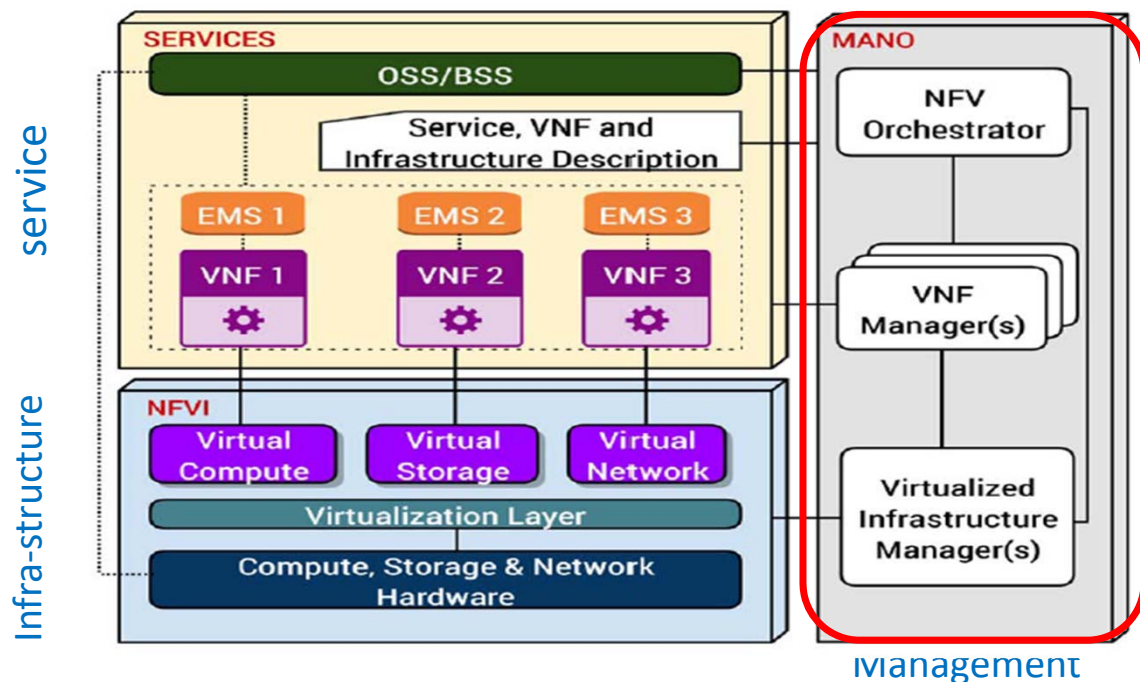 SERVICES
OSS/BSS
Service, VNF and
Infrastructure Description
EMS 1
EMS 2
EMS 3
VNF 1
VNF 2
VNF 3
service
NFVI
Virtual
Compute
Virtual
Storage
Virtual
Network
Virtualization Layer
Compute, Storage & Network
Hardware
Infra-structure
MANO
NFV
Orchestrator
VNF
Manager(s)
Virtualized
Infrastructure
Manager(s)
Management